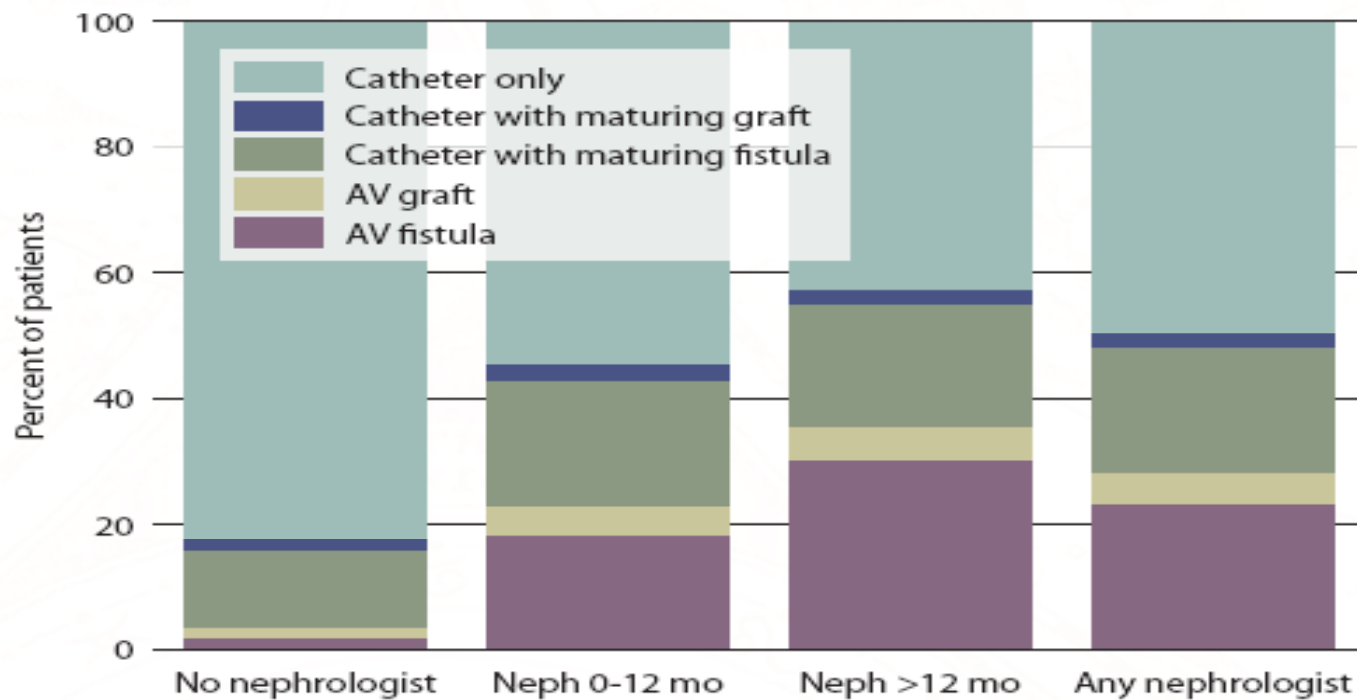 100
80
60
40
20
0
Percent of patients
Catheter only
Catheter with maturing graft
Catheter with maturing fistula
AV graft
AV fistula
No nephrologist
Neph 0-12 mo
Neph >12 mo
Any nephrologist